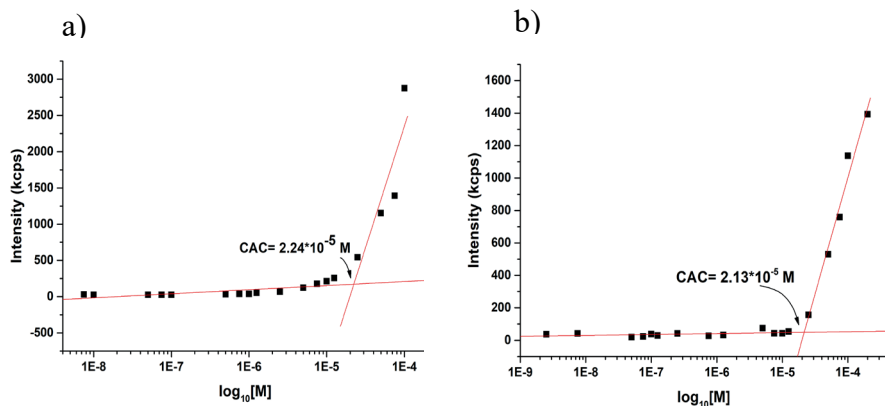 a)
3000
2500
2000
1500
1000
500
0
-500
Intensity (kcps)
CAC= 2.24*10-5 M
1E-8 1E-7 1E-6 1E-5 1E-4
log10[M]
b)
1600
1400
1200
1000
800
600
400
200
0
Intensity (kcps)
CAC= 2.13*10-5 M
1E-9 1E-8 1E-7 1E-6 1E-5 1E-4
log10[M]